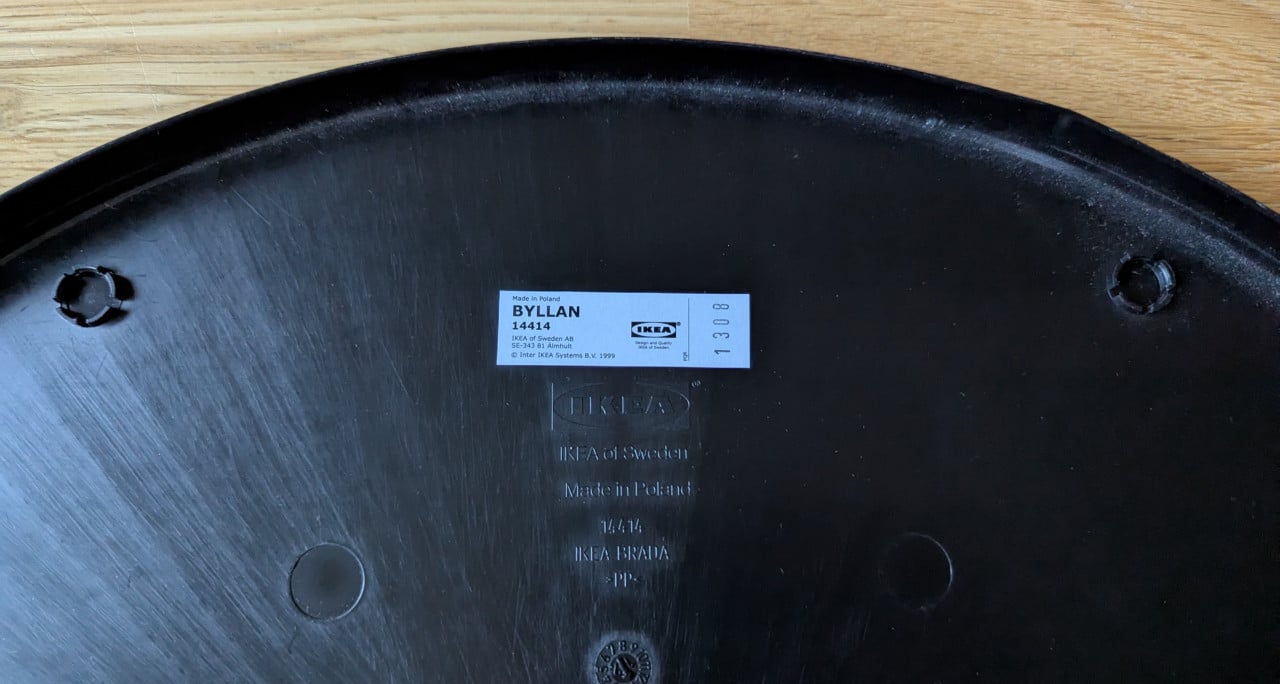 Made in Poland
BYLLAN
14414
IKEA of Sweden AB
SE-343 81 Älmhult
© Inter IKEA Systems B.V. 1999
IKEA®
Design and Quality
IKEA of Sweden
PQR
1308
IKEA®
IKEA of Sweden
Made in Poland
14414
IKEA BRÄDA
>PP<